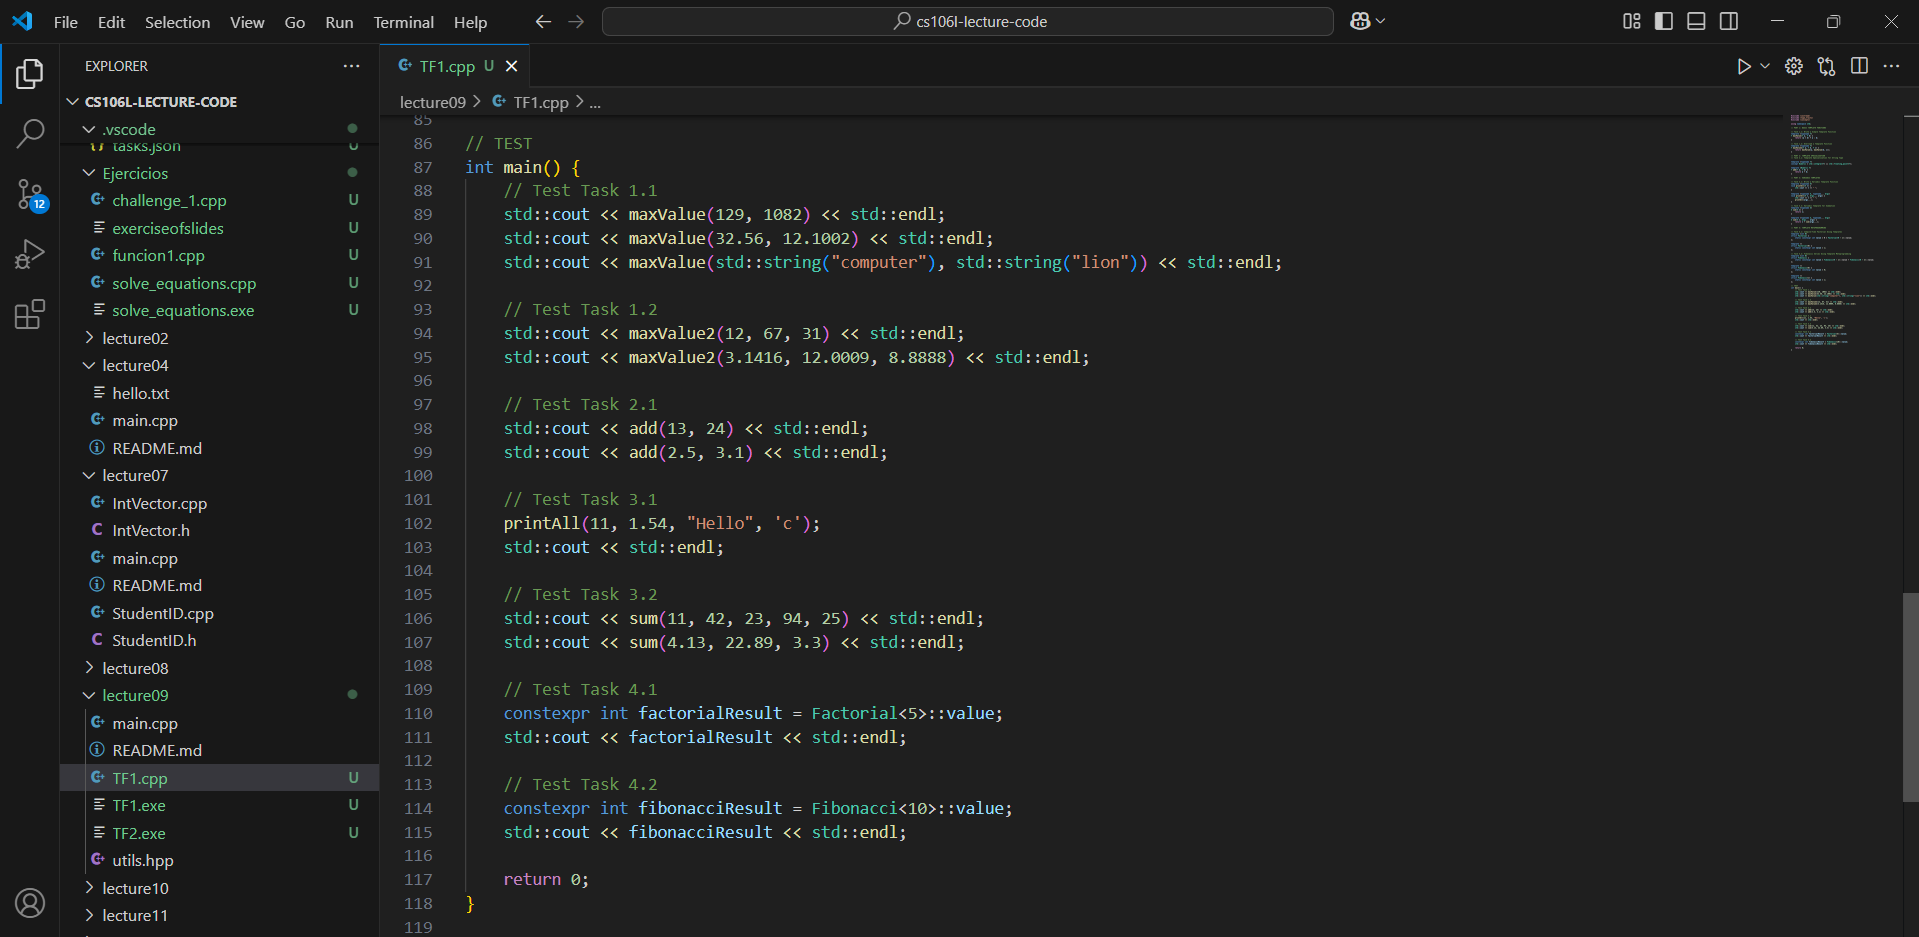 File Edit Selection View Go Run Terminal Help
cs106l-lecture-code
EXPLORER
CS106L-LECTURE-CODE
.vscode
tasks.json U
Ejercicios
challenge_1.cpp U
exerciseofslides U
funcion1.cpp U
solve_equations.cpp U
solve_equations.exe U
lecture02
lecture04
hello.txt
main.cpp
README.md
lecture07
IntVector.cpp
IntVector.h
main.cpp
README.md
StudentID.cpp
StudentID.h
lecture08
lecture09
main.cpp
README.md
TF1.cpp U
TF1.exe U
TF2.exe U
utils.hpp
lecture10
lecture11
12
TF1.cpp U
lecture09 > TF1.cpp > ...
85
86 // TEST
87 int main() {
88 // Test Task 1.1
89 std::cout << maxValue(129, 1082) << std::endl;
90 std::cout << maxValue(32.56, 12.1002) << std::endl;
91 std::cout << maxValue(std::string("computer"), std::string("lion")) << std::endl;
92
93 // Test Task 1.2
94 std::cout << maxValue2(12, 67, 31) << std::endl;
95 std::cout << maxValue2(3.1416, 12.0009, 8.8888) << std::endl;
96
97 // Test Task 2.1
98 std::cout << add(13, 24) << std::endl;
99 std::cout << add(2.5, 3.1) << std::endl;
100
101 // Test Task 3.1
102 printAll(11, 1.54, "Hello", 'c');
103 std::cout << std::endl;
104
105 // Test Task 3.2
106 std::cout << sum(11, 42, 23, 94, 25) << std::endl;
107 std::cout << sum(4.13, 22.89, 3.3) << std::endl;
108
109 // Test Task 4.1
110 constexpr int factorialResult = Factorial<5>::value;
111 std::cout << factorialResult << std::endl;
112
113 // Test Task 4.2
114 constexpr int fibonacciResult = Fibonacci<10>::value;
115 std::cout << fibonacciResult << std::endl;
116
117 return 0;
118 }
119